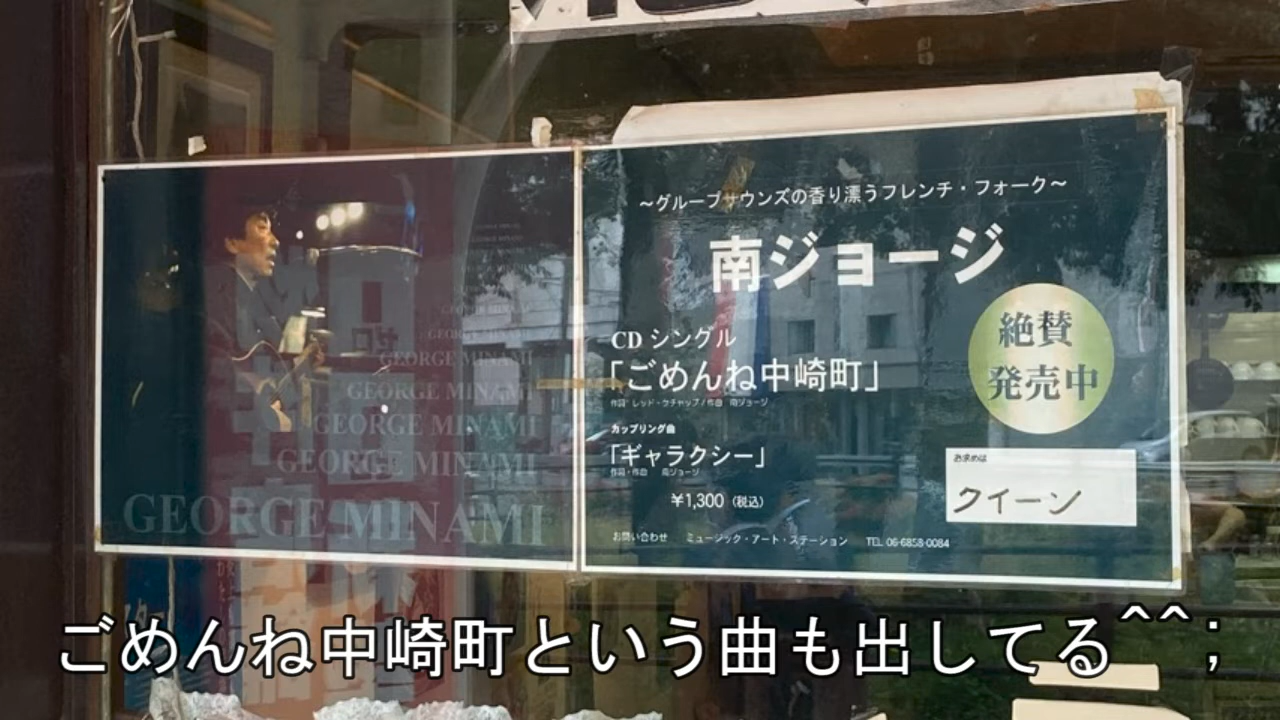 ～グループサウンズの香り漂うフレンチ・フォーク～
南ジョージ
CD シングル
「ごめんね中崎町」
作詞 レッド・ケチャップ / 作曲 南ジョージ
カップリング曲
「ギャラクシー」
作詞・作曲 南ジョージ
¥1,300（税込）
お問い合わせ ミュージック・アート・ステーション TEL 06-6858-0084
絶賛
発売中
お求めは
クイーン
GEORGE MINAMI
GEORGE MINAMI
GEORGE MINAMI
GEORGE MINAMI
GEORGE MINAMI
GEORGE MINAMI
GEORGE MINAMI
ごめんね中崎町という曲も出してる^^;